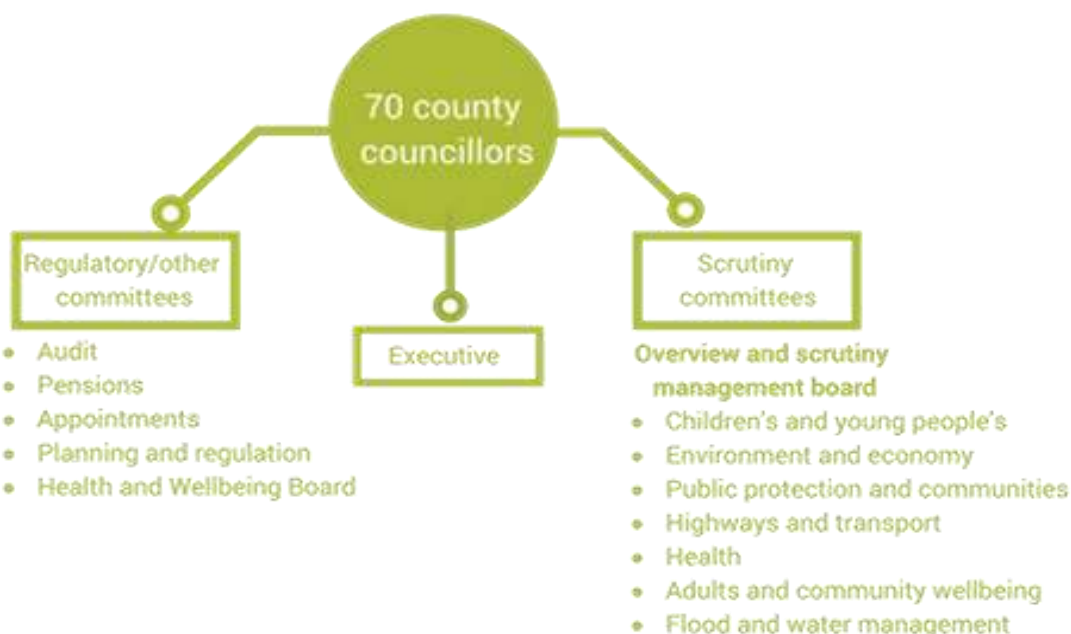 70 county
councillors
Regulatory/other
committees
• Audit
• Pensions
• Appointments
• Planning and regulation
• Health and Wellbeing Board
Executive
Scrutiny
committees
Overview and scrutiny
management board
• Children's and young people's
• Environment and economy
• Public protection and communities
• Highways and transport
• Health
• Adults and community wellbeing
• Flood and water management